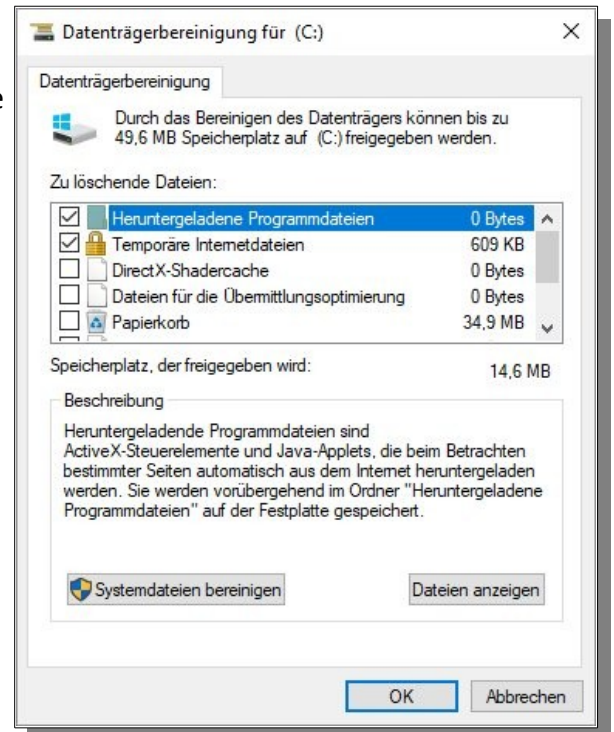 Datenträgerbereinigung für (C:)
e
Datenträgerbereinigung
Durch das Bereinigen des Datenträgers können bis zu
49,6 MB Speicherplatz auf (C:) freigegeben werden.
Zu löschende Dateien:
Heruntergeladene Programmdateien 0 Bytes
Temporäre Internetdateien 609 KB
DirectX-Shadercache 0 Bytes
Dateien für die Übermittlungsoptimierung 0 Bytes
Papierkorb 34,9 MB
Speicherplatz, der freigegeben wird: 14,6 MB
Beschreibung
Heruntergeladende Programmdateien sind
ActiveX-Steuerelemente und Java-Applets, die beim Betrachten
bestimmter Seiten automatisch aus dem Internet heruntergeladen
werden. Sie werden vorübergehend im Ordner "Heruntergeladene
Programmdateien" auf der Festplatte gespeichert.
Systemdateien bereinigen Dateien anzeigen
OK Abbrechen